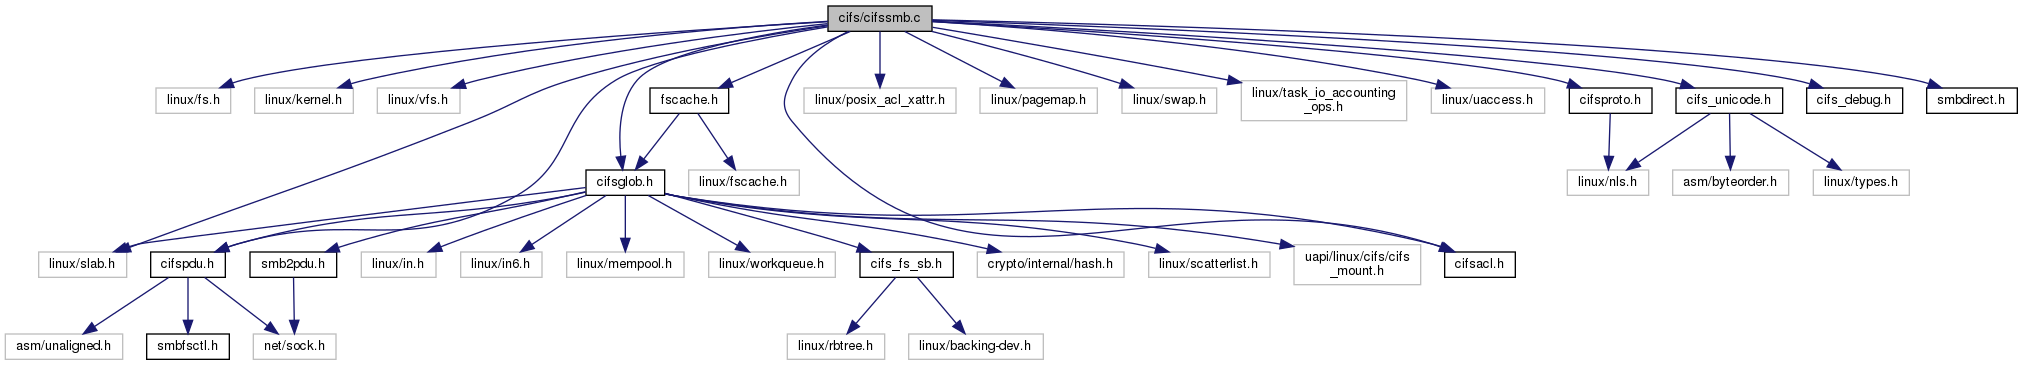 cifs/cifssmb.c
linux/fs.h
linux/kernel.h
linux/vfs.h
fscache.h
linux/posix_acl_xattr.h
linux/pagemap.h
linux/swap.h
linux/task_io_accounting
_ops.h
linux/uaccess.h
cifsproto.h
cifs_unicode.h
cifs_debug.h
smbdirect.h
cifsglob.h
linux/fscache.h
linux/nls.h
asm/byteorder.h
linux/types.h
linux/slab.h
cifspdu.h
smb2pdu.h
linux/in.h
linux/in6.h
linux/mempool.h
linux/workqueue.h
cifs_fs_sb.h
crypto/internal/hash.h
linux/scatterlist.h
uapi/linux/cifs/cifs
_mount.h
cifsacl.h
asm/unaligned.h
smbfsctl.h
net/sock.h
linux/rbtree.h
linux/backing-dev.h